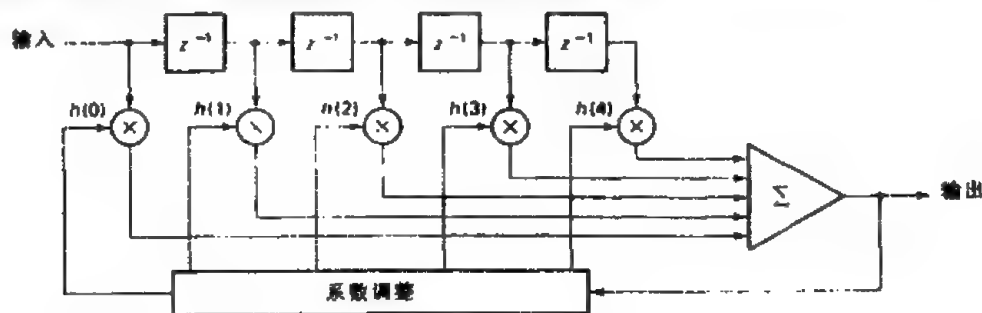 输入
z⁻¹ z⁻¹ z⁻¹ z⁻¹
h(0) h(1) h(2) h(3) h(4)
Σ
输出
系数调整